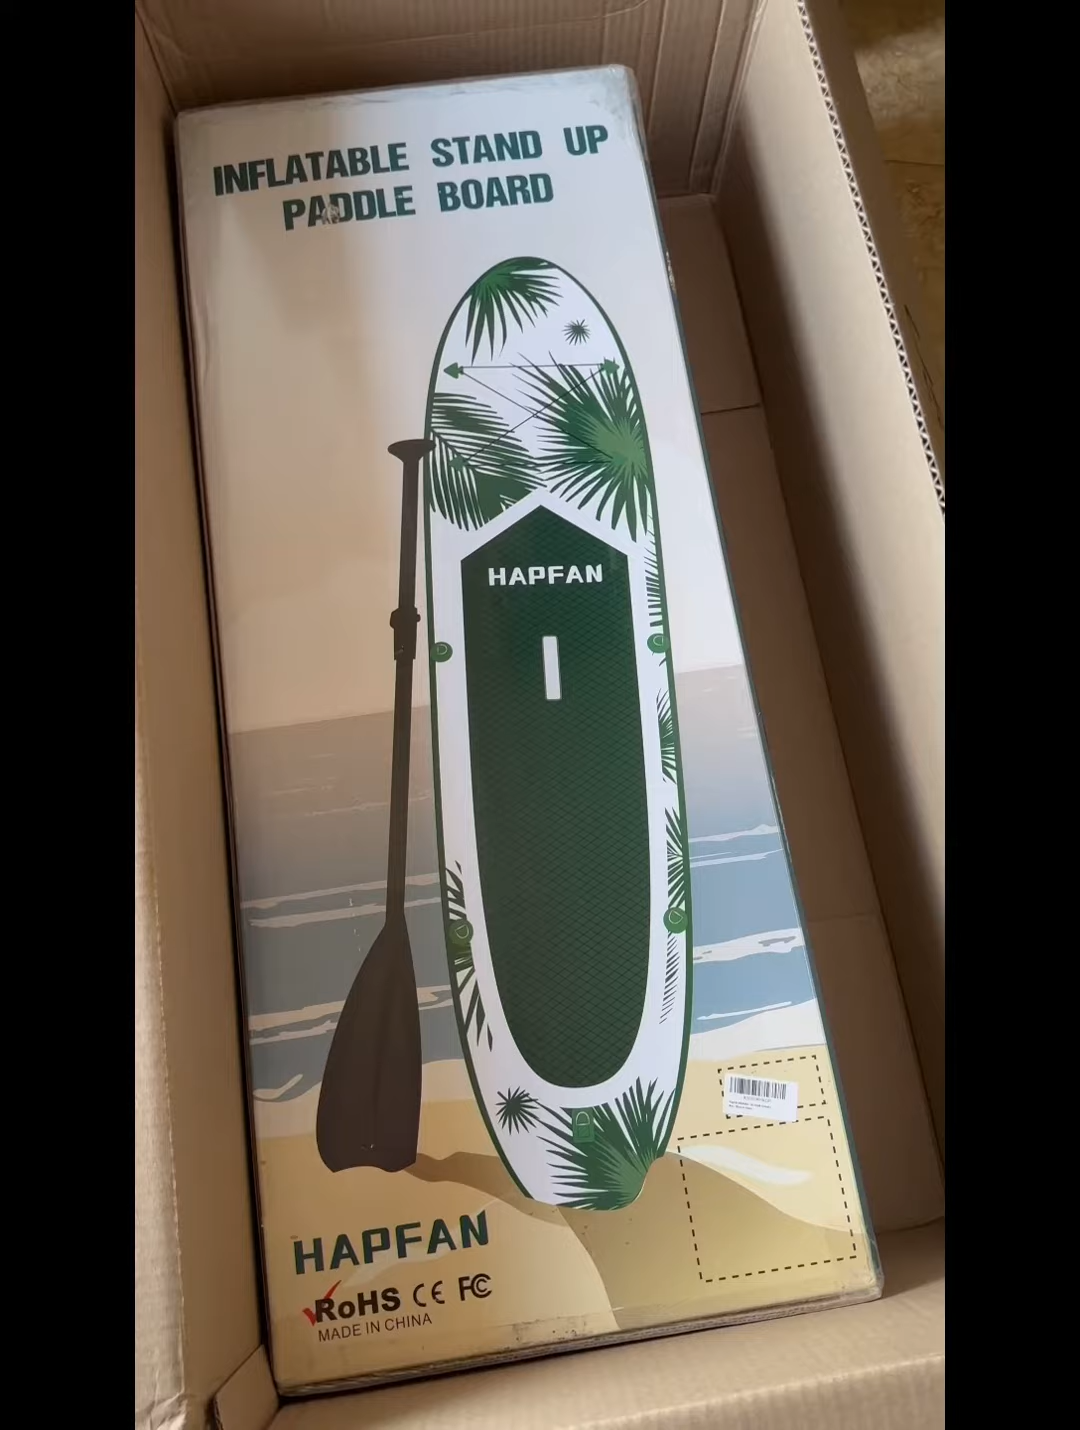 INFLATABLE STAND UP
PADDLE BOARD
HAPFAN
HAPFAN
RoHS CE FC
MADE IN CHINA